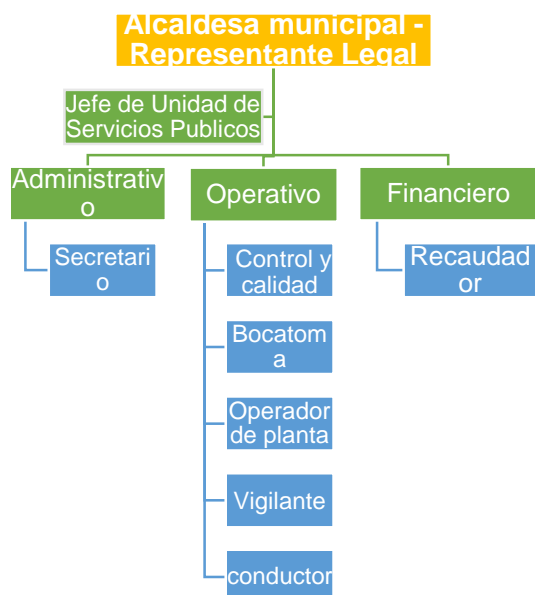 Alcaldesa municipal -
Representante Legal
Jefe de Unidad de
Servicios Publicos
Administrativ
o
Operativo
Financiero
Secretari
o
Control y
calidad
Recaudad
or
Bocatom
a
Operador
de planta
Vigilante
conductor